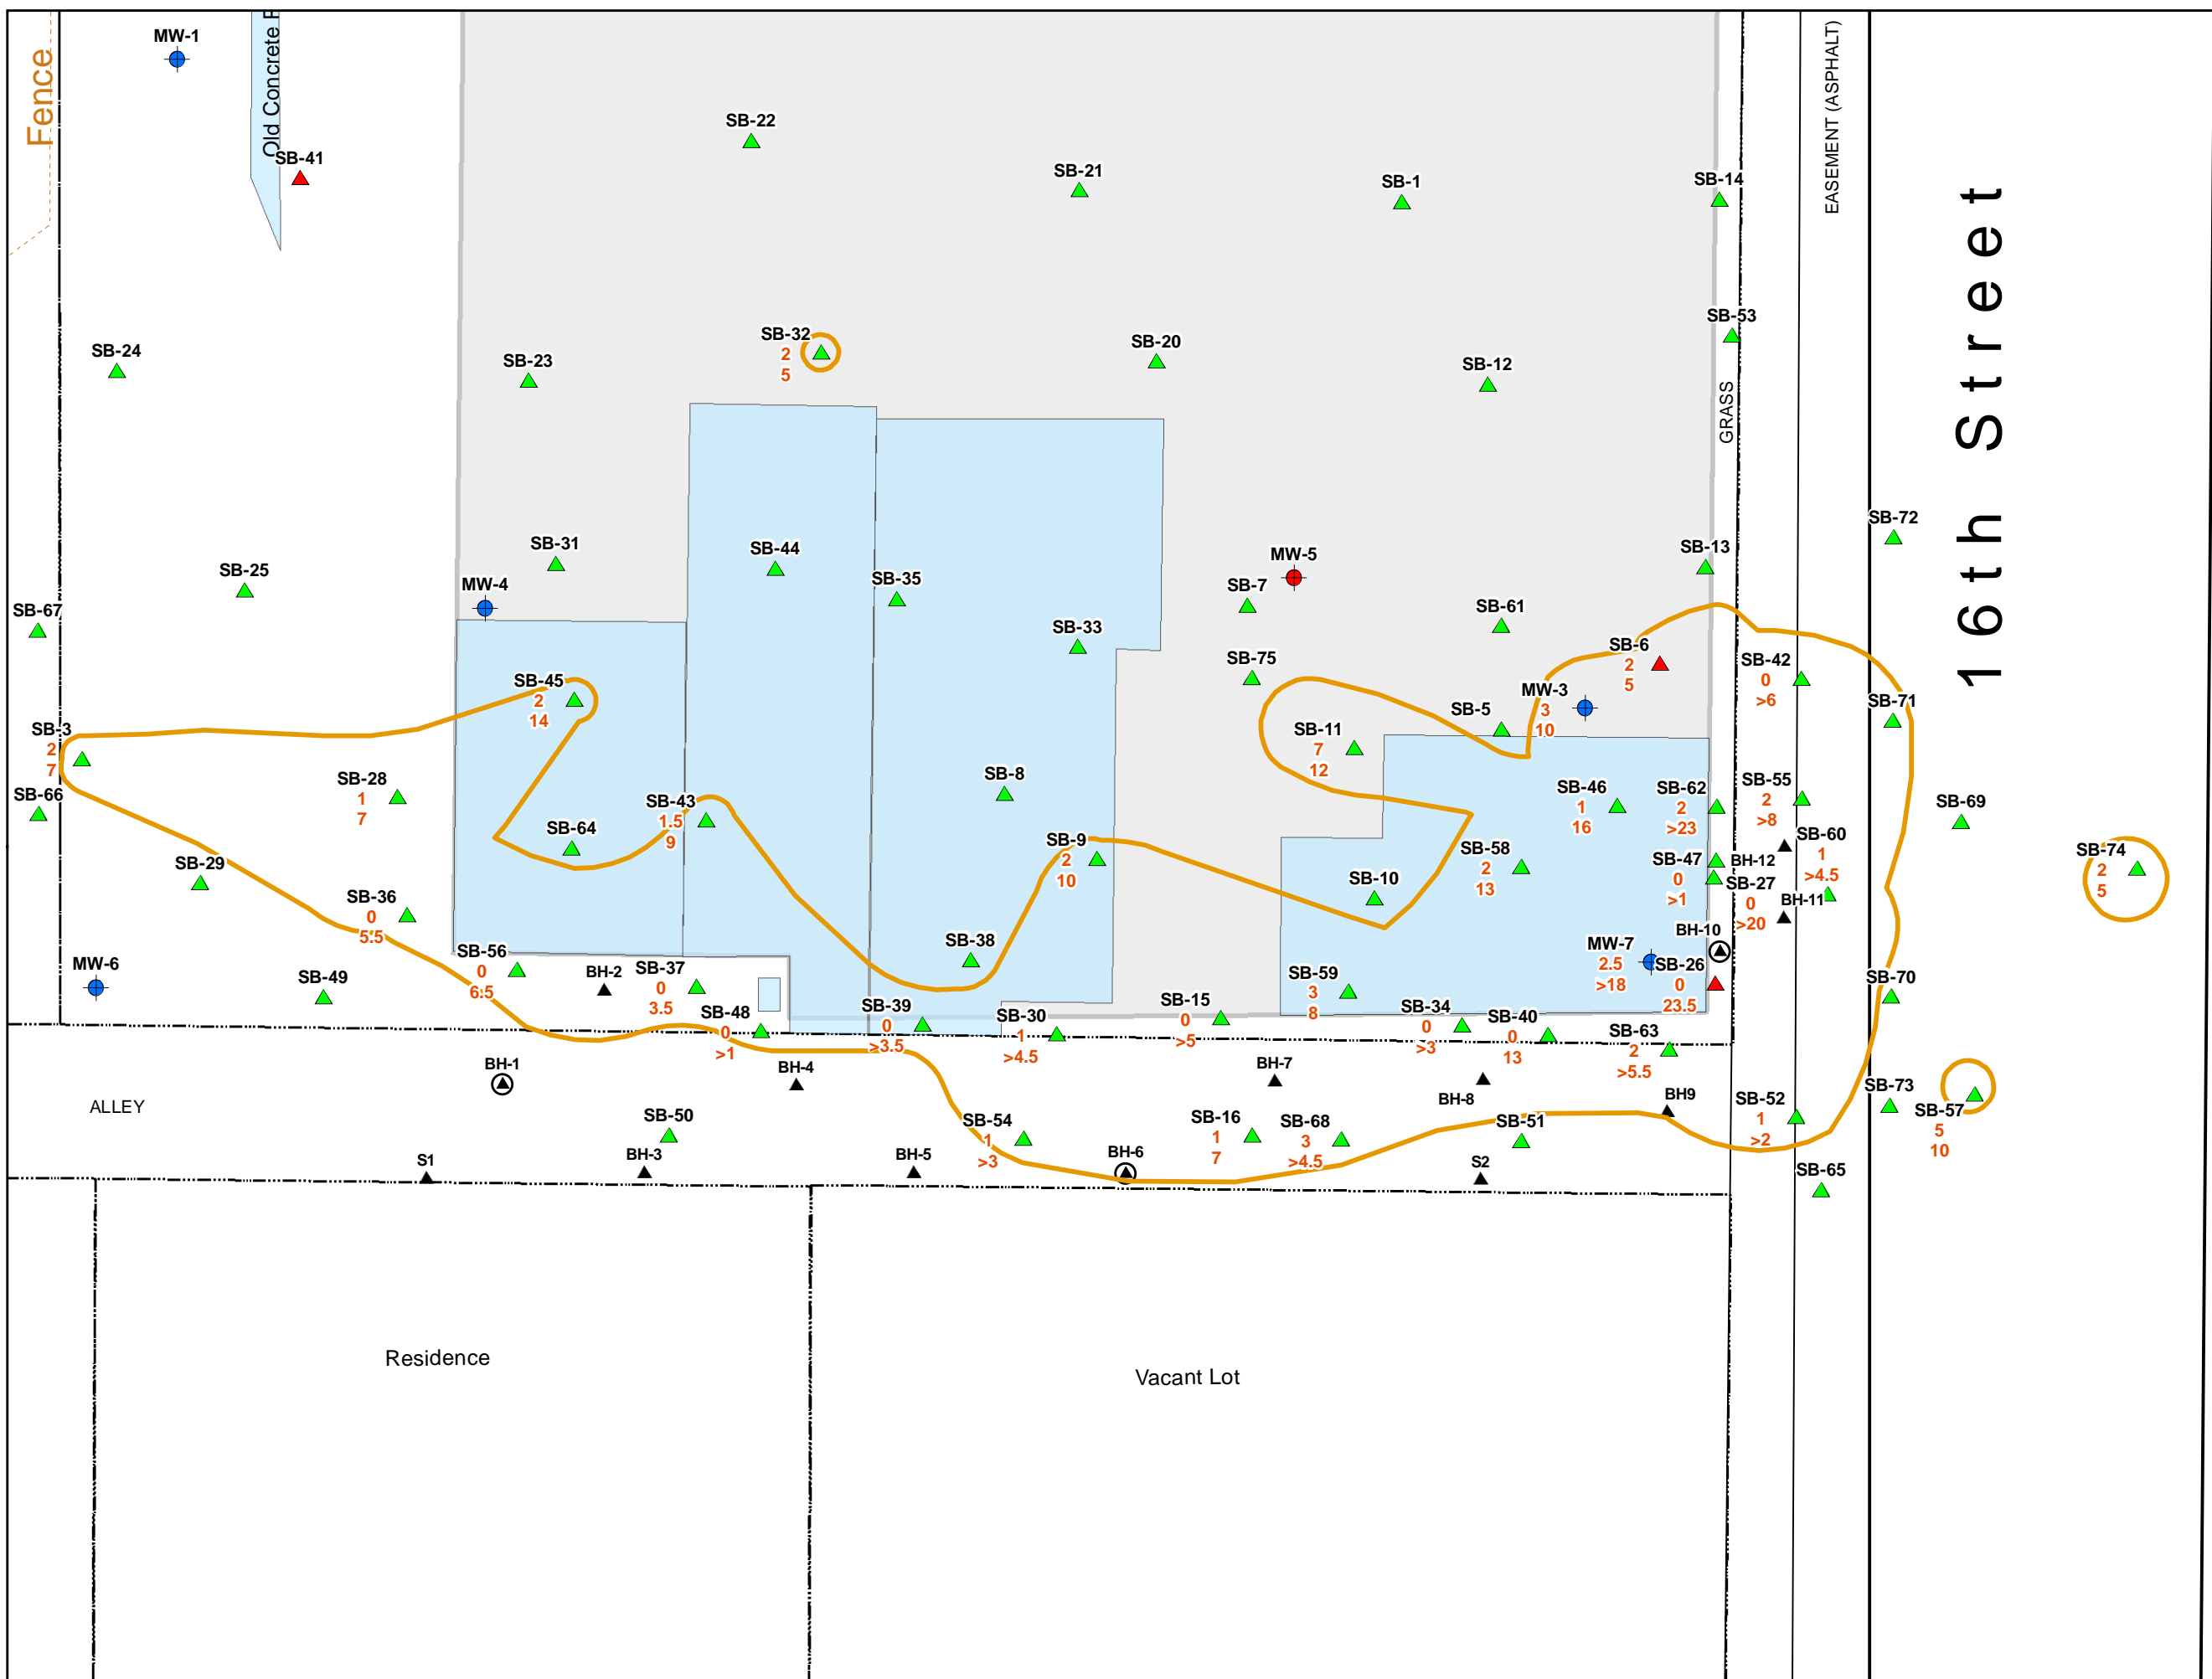 MW-1
Fence
Old Concrete
SB-41
SB-22
SB-21
SB-1
SB-14
EASEMENT (ASPHALT)
16th Street
SB-24
SB-23
SB-32
2
5
SB-20
SB-12
SB-53
GRASS
SB-72
SB-25
SB-67
SB-31
MW-4
SB-44
SB-35
SB-33
MW-5
SB-7
SB-75
SB-61
SB-13
SB-6
2
5
SB-42
0
>6
SB-71
SB-3
2
7
SB-66
SB-45
2
14
SB-28
1
7
SB-64
SB-43
1.5
9
SB-8
SB-9
2
10
SB-11
7
12
SB-5
MW-3
3
10
SB-46
1
16
SB-62
2
>23
SB-55
2
>8
SB-60
1
>4.5
SB-69
SB-74
2
5
SB-29
SB-36
0
5.5
SB-10
SB-58
2
13
SB-47
0
>1
BH-12
SB-27
0
>20
BH-11
BH-10
MW-6
SB-49
SB-56
0
6.5
BH-2
SB-37
0
3.5
SB-48
0
>1
SB-38
SB-39
0
>3.5
SB-30
1
>4.5
SB-15
0
>5
SB-59
3
8
SB-34
0
>3
SB-40
0
13
MW-7
2.5
>18
SB-26
0
23.5
SB-63
2
>5.5
SB-70
BH-1
BH-4
BH-7
BH-8
BH9
SB-52
1
>2
SB-73
SB-57
5
10
ALLEY
SB-50
S1
BH-3
BH-5
SB-54
1
>3
BH-6
SB-16
1
7
SB-68
3
>4.5
SB-51
S2
SB-65
Residence
Vacant Lot